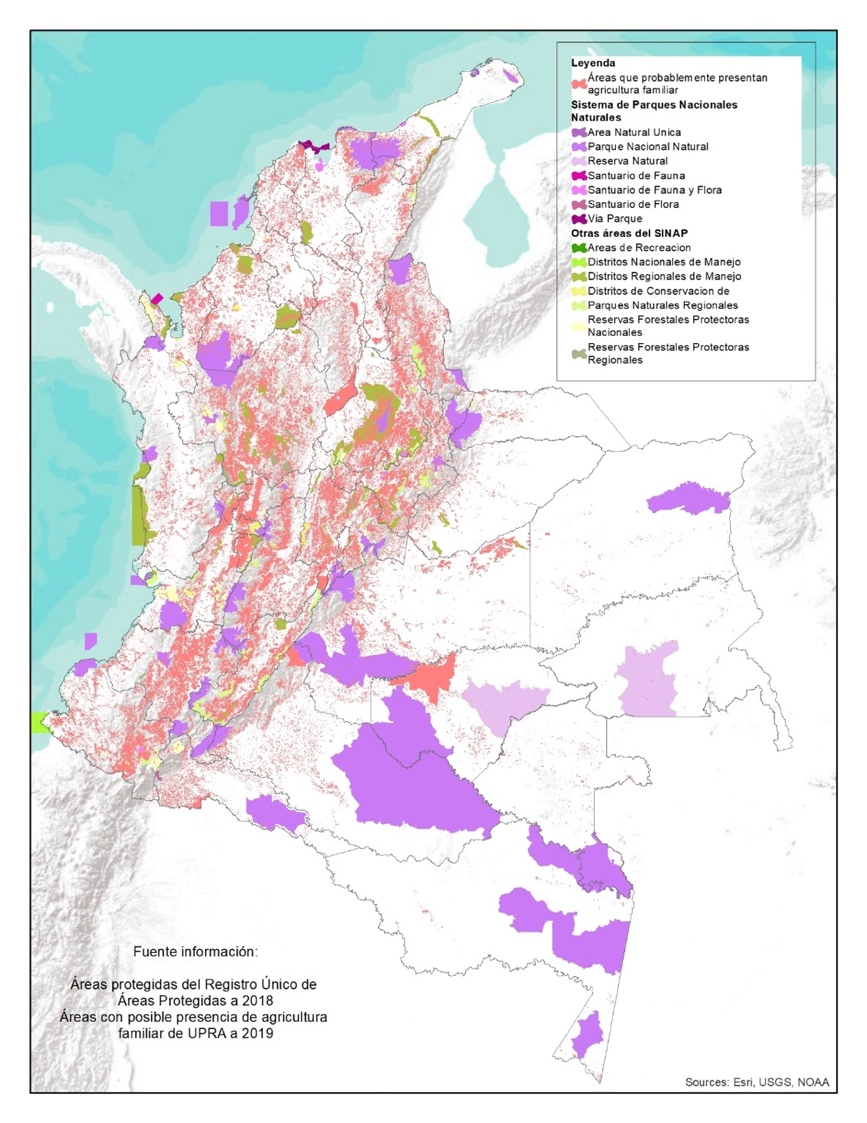 Leyenda
Áreas que probablemente presentan
agricultura familiar
Sistema de Parques Nacionales
Naturales
Area Natural Unica
Parque Nacional Natural
Reserva Natural
Santuario de Fauna
Santuario de Fauna y Flora
Santuario de Flora
Via Parque
Otras áreas del SINAP
Areas de Recreacion
Distritos Nacionales de Manejo
Distritos Regionales de Manejo
Distritos de Conservacion de
Parques Naturales Regionales
Reservas Forestales Protectoras
Nacionales
Reservas Forestales Protectoras
Regionales
Fuente información:
Áreas protegidas del Registro Único de
Áreas Protegidas a 2018
Áreas con posible presencia de agricultura
familiar de UPRA a 2019
Sources: Esri, USGS, NOAA